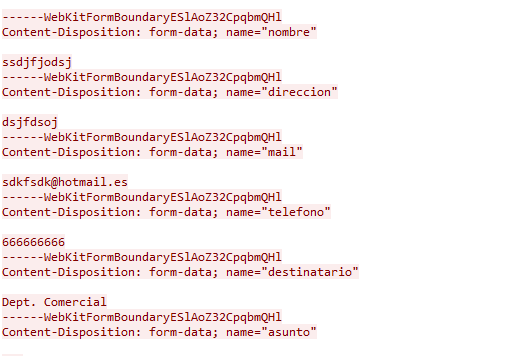 ------WebKitFormBoundaryESlAoZ32CpqbmQHl
Content-Disposition: form-data; name="nombre"
ssdjfjodsj
------WebKitFormBoundaryESlAoZ32CpqbmQHl
Content-Disposition: form-data; name="direccion"
dsjfdsoj
------WebKitFormBoundaryESlAoZ32CpqbmQHl
Content-Disposition: form-data; name="mail"
sdkfsdk@hotmail.es
------WebKitFormBoundaryESlAoZ32CpqbmQHl
Content-Disposition: form-data; name="telefono"
666666666
------WebKitFormBoundaryESlAoZ32CpqbmQHl
Content-Disposition: form-data; name="destinatario"
Dept. Comercial
------WebKitFormBoundaryESlAoZ32CpqbmQHl
Content-Disposition: form-data; name="asunto"